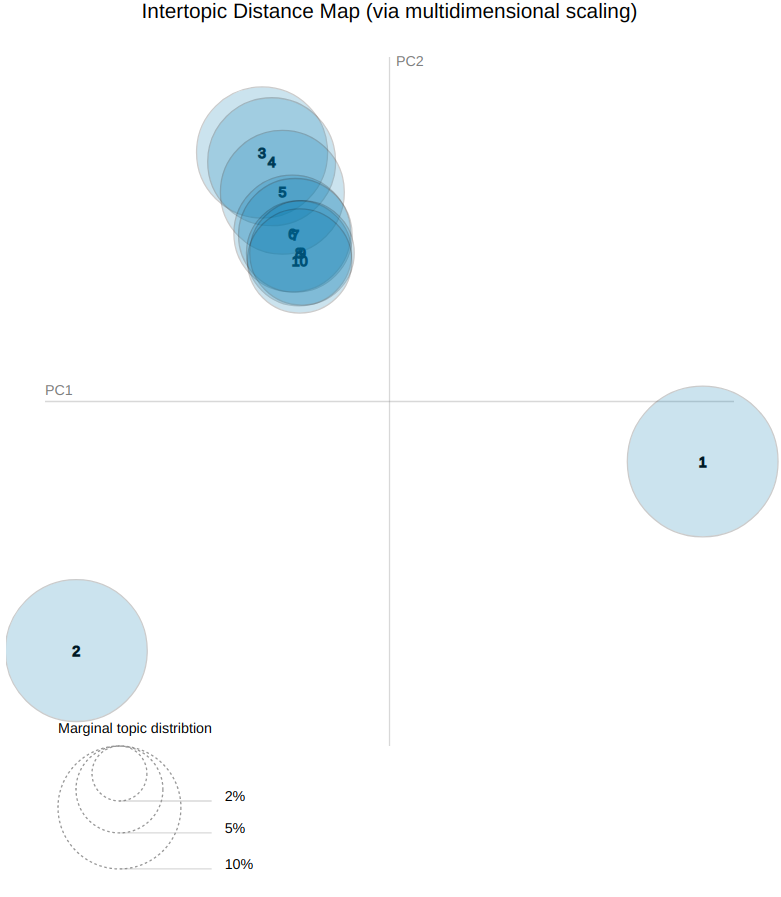 Intertopic Distance Map (via multidimensional scaling)
PC2
3
4
5
6
7
10
PC1
1
2
Marginal topic distribtion
2%
5%
10%